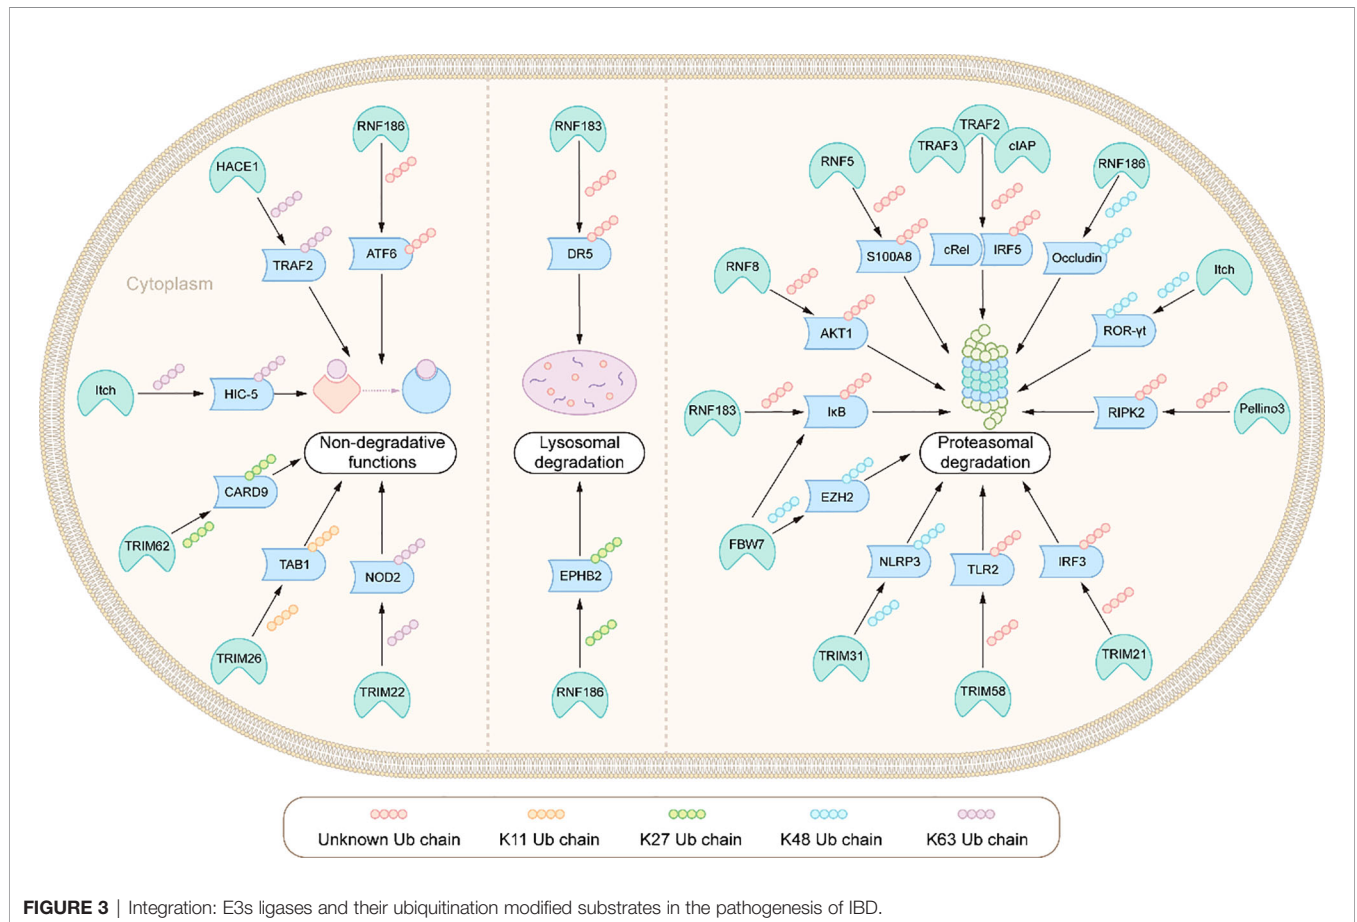 RNF186
HACE1
TRAF2
ATF6
Cytoplasm
Itch
HIC-5
Non-degradative
functions
CARD9
TRIM62
TAB1
NOD2
TRIM26
TRIM22
RNF183
DR5
Lysosomal
degradation
EPHB2
RNF186
TRAF2
TRAF3
cIAP
RNF5
RNF186
S100A8
cRel
IRF5
Occludin
RNF8
Itch
AKT1
ROR-γt
RNF183
IκB
RIPK2
Pellino3
Proteasomal
degradation
EZH2
FBW7
NLRP3
TLR2
IRF3
TRIM31
TRIM58
TRIM21
Unknown Ub chain
K11 Ub chain
K27 Ub chain
K48 Ub chain
K63 Ub chain
FIGURE 3 | Integration: E3s ligases and their ubiquitination modified substrates in the pathogenesis of IBD.